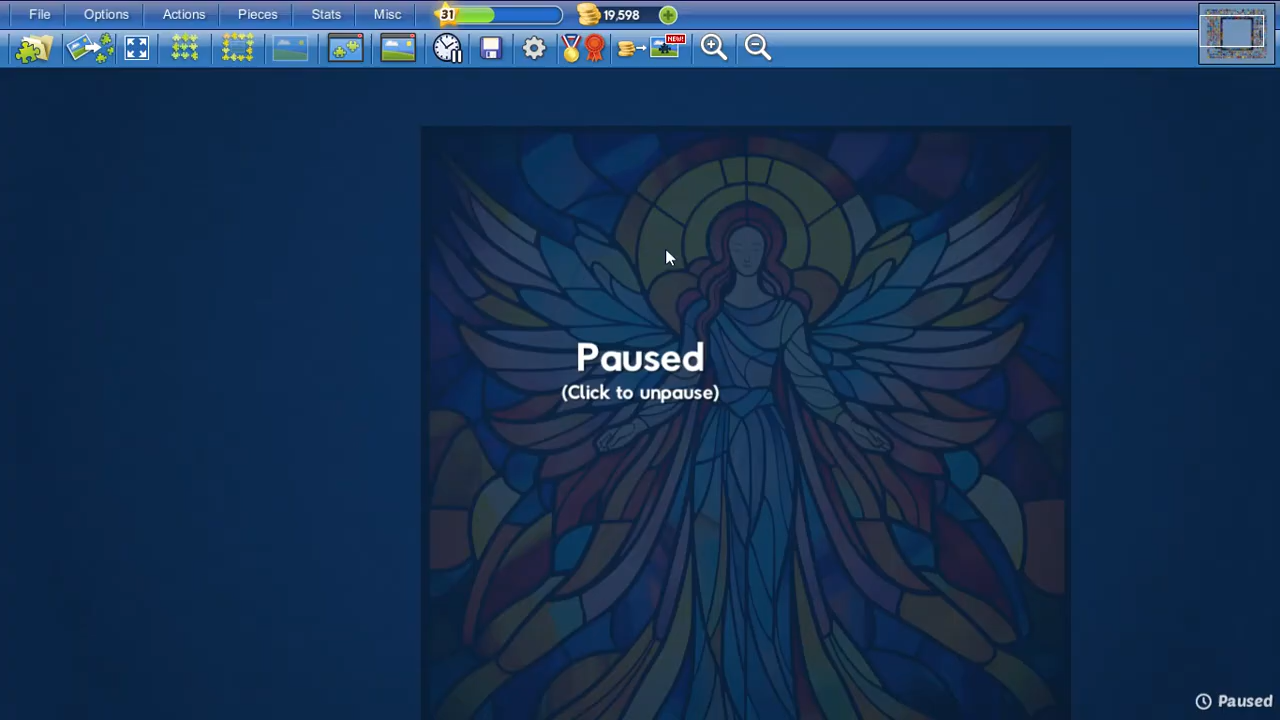 File Options Actions Pieces Stats Misc 31 19,598
NEW!
Paused
(Click to unpause)
Paused